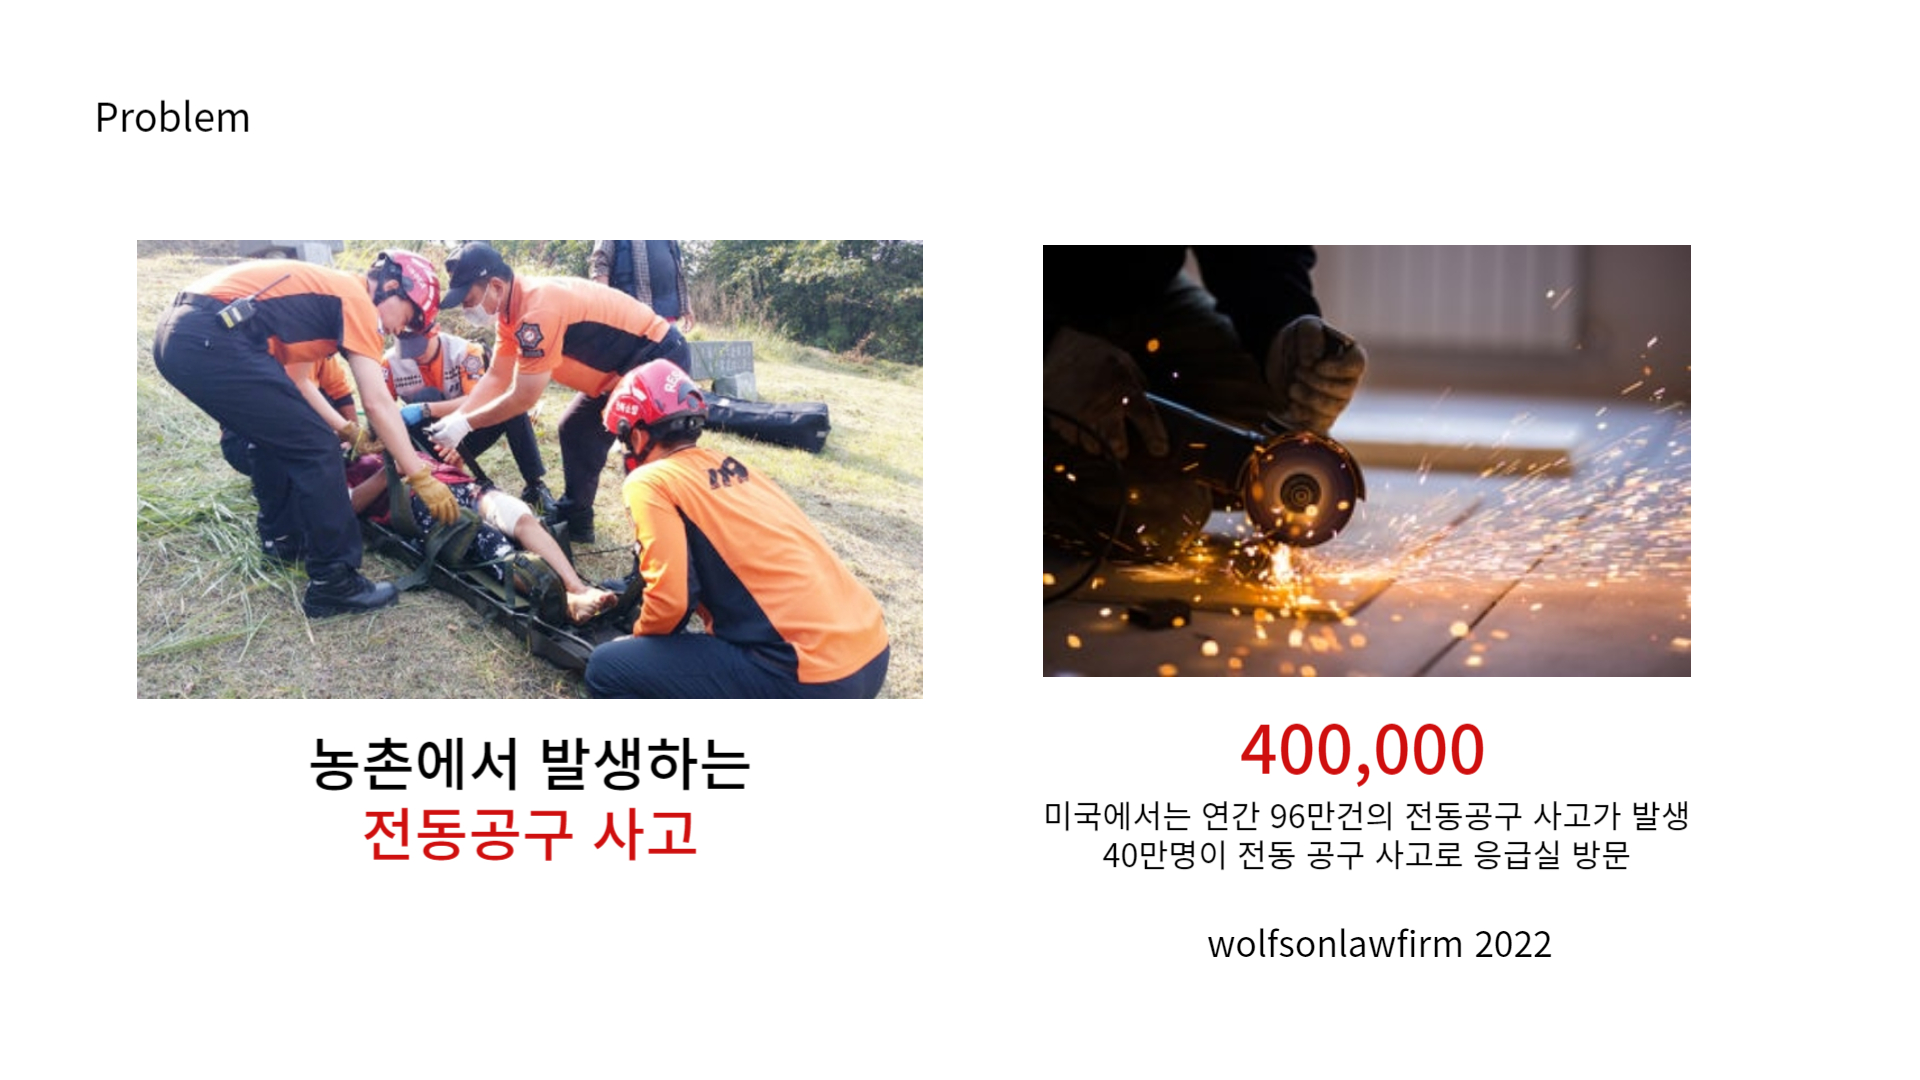 Problem
농촌에서 발생하는
전동공구 사고
400,000
미국에서는 연간 96만건의 전동공구 사고가 발생
40만명이 전동 공구 사고로 응급실 방문
wolfsonlawfirm 2022